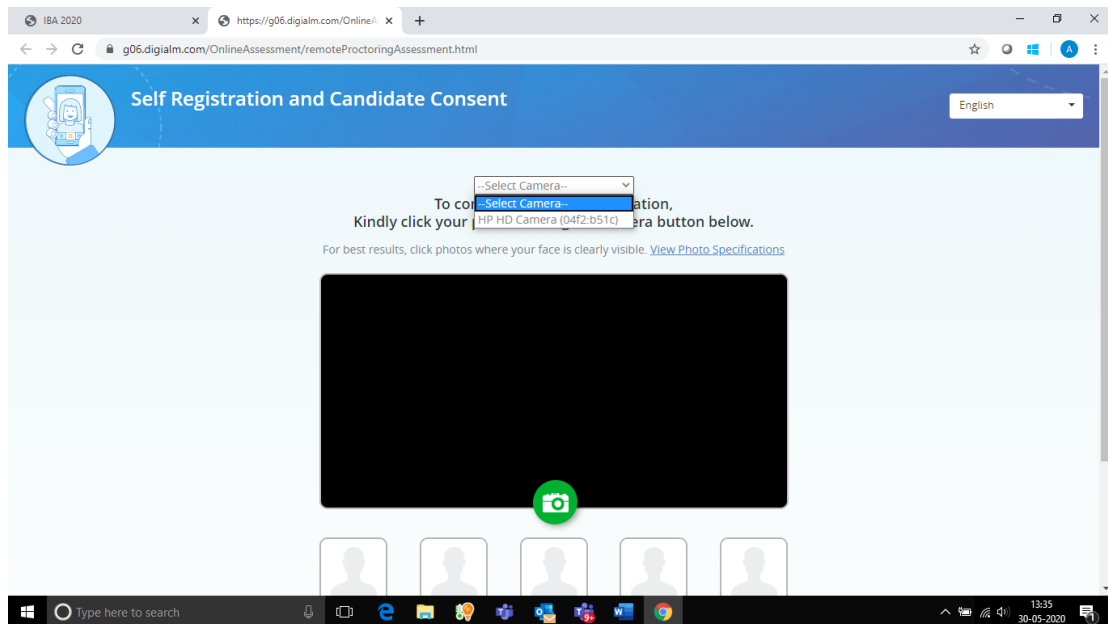 IBA 2020
https://g06.digialm.com/OnlineA
g06.digialm.com/OnlineAssessment/remoteProctoringAssessment.html
A
Self Registration and Candidate Consent
English
--Select Camera--
--Select Camera--
HP HD Camera (04f2:b51c)
To co ation,
Kindly click your era button below.
For best results, click photos where your face is clearly visible. View Photo Specifications
Type here to search
9+
13:35
30-05-2020
1